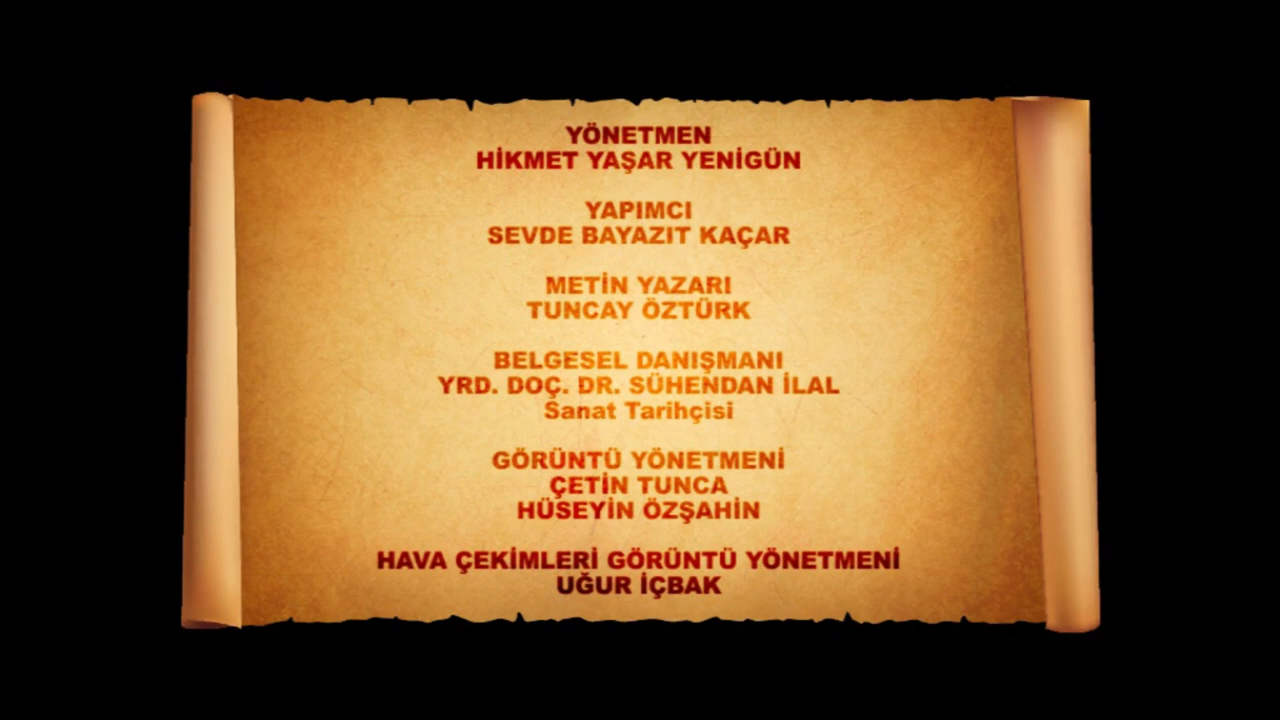 YÖNETMEN
HİKMET YAŞAR YENİGÜN
YAPIMCI
SEVDE BAYAZIT KAÇAR
METİN YAZARI
TUNCAY ÖZTÜRK
BELGESEL DANIŞMANI
YRD. DOÇ. DR. SÜHENDAN İLAL
Sanat Tarihçisi
GÖRÜNTÜ YÖNETMENİ
ÇETİN TUNCA
HÜSEYİN ÖZŞAHİN
HAVA ÇEKİMLERİ GÖRÜNTÜ YÖNETMENİ
UĞUR İÇBAK